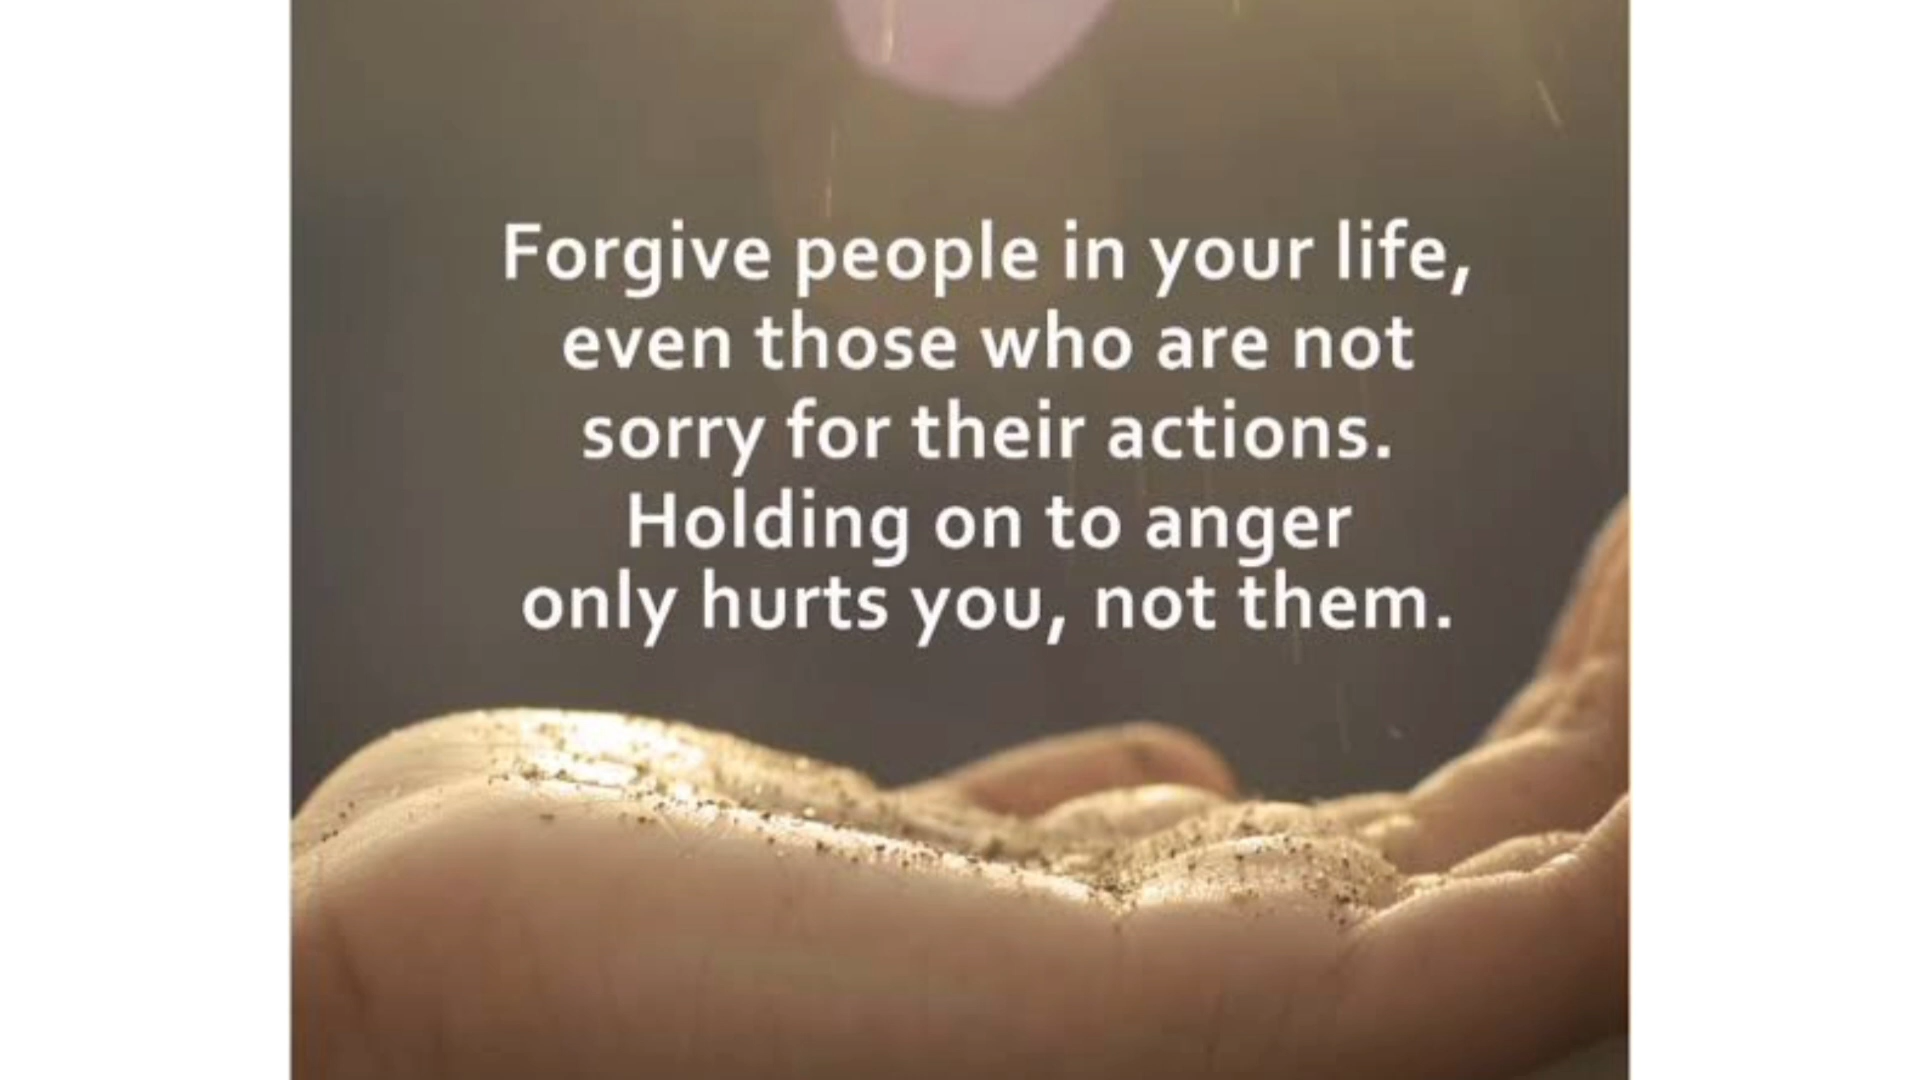 Forgive people in your life,
even those who are not
sorry for their actions.
Holding on to anger
only hurts you, not them.